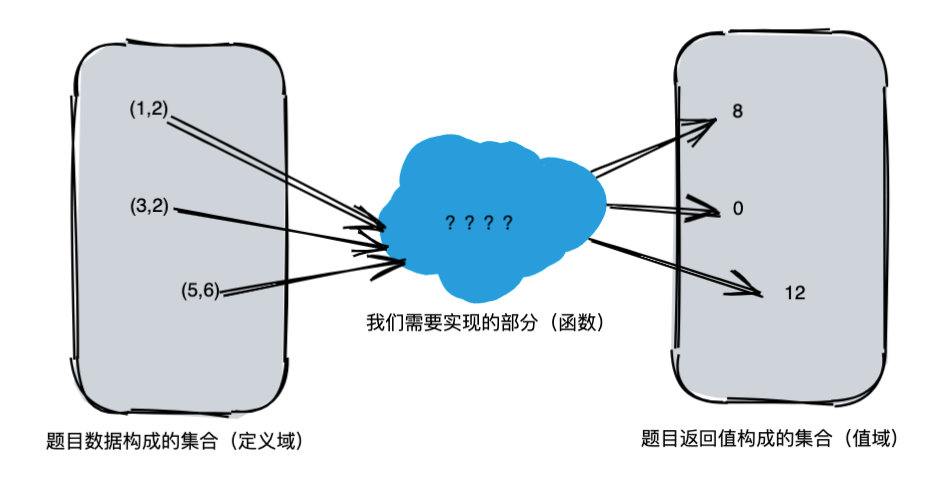 (1,2)
(3,2)
(5,6)
? ? ? ?
我们需要实现的部分（函数）
8
0
12
题目数据构成的集合（定义域）
题目返回值构成的集合（值域）